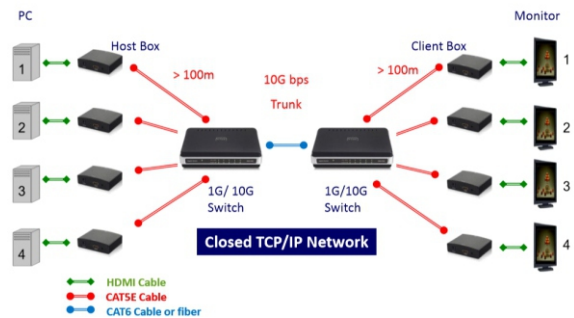 PC
Monitor
Host Box
Client Box
1
> 100m
10G bps
> 100m
1
Trunk
2
2
3
1G/ 10G
Switch
1G/10G
Switch
3
4
Closed TCP/IP Network
4
HDMI Cable
CAT5E Cable
CAT6 Cable or fiber